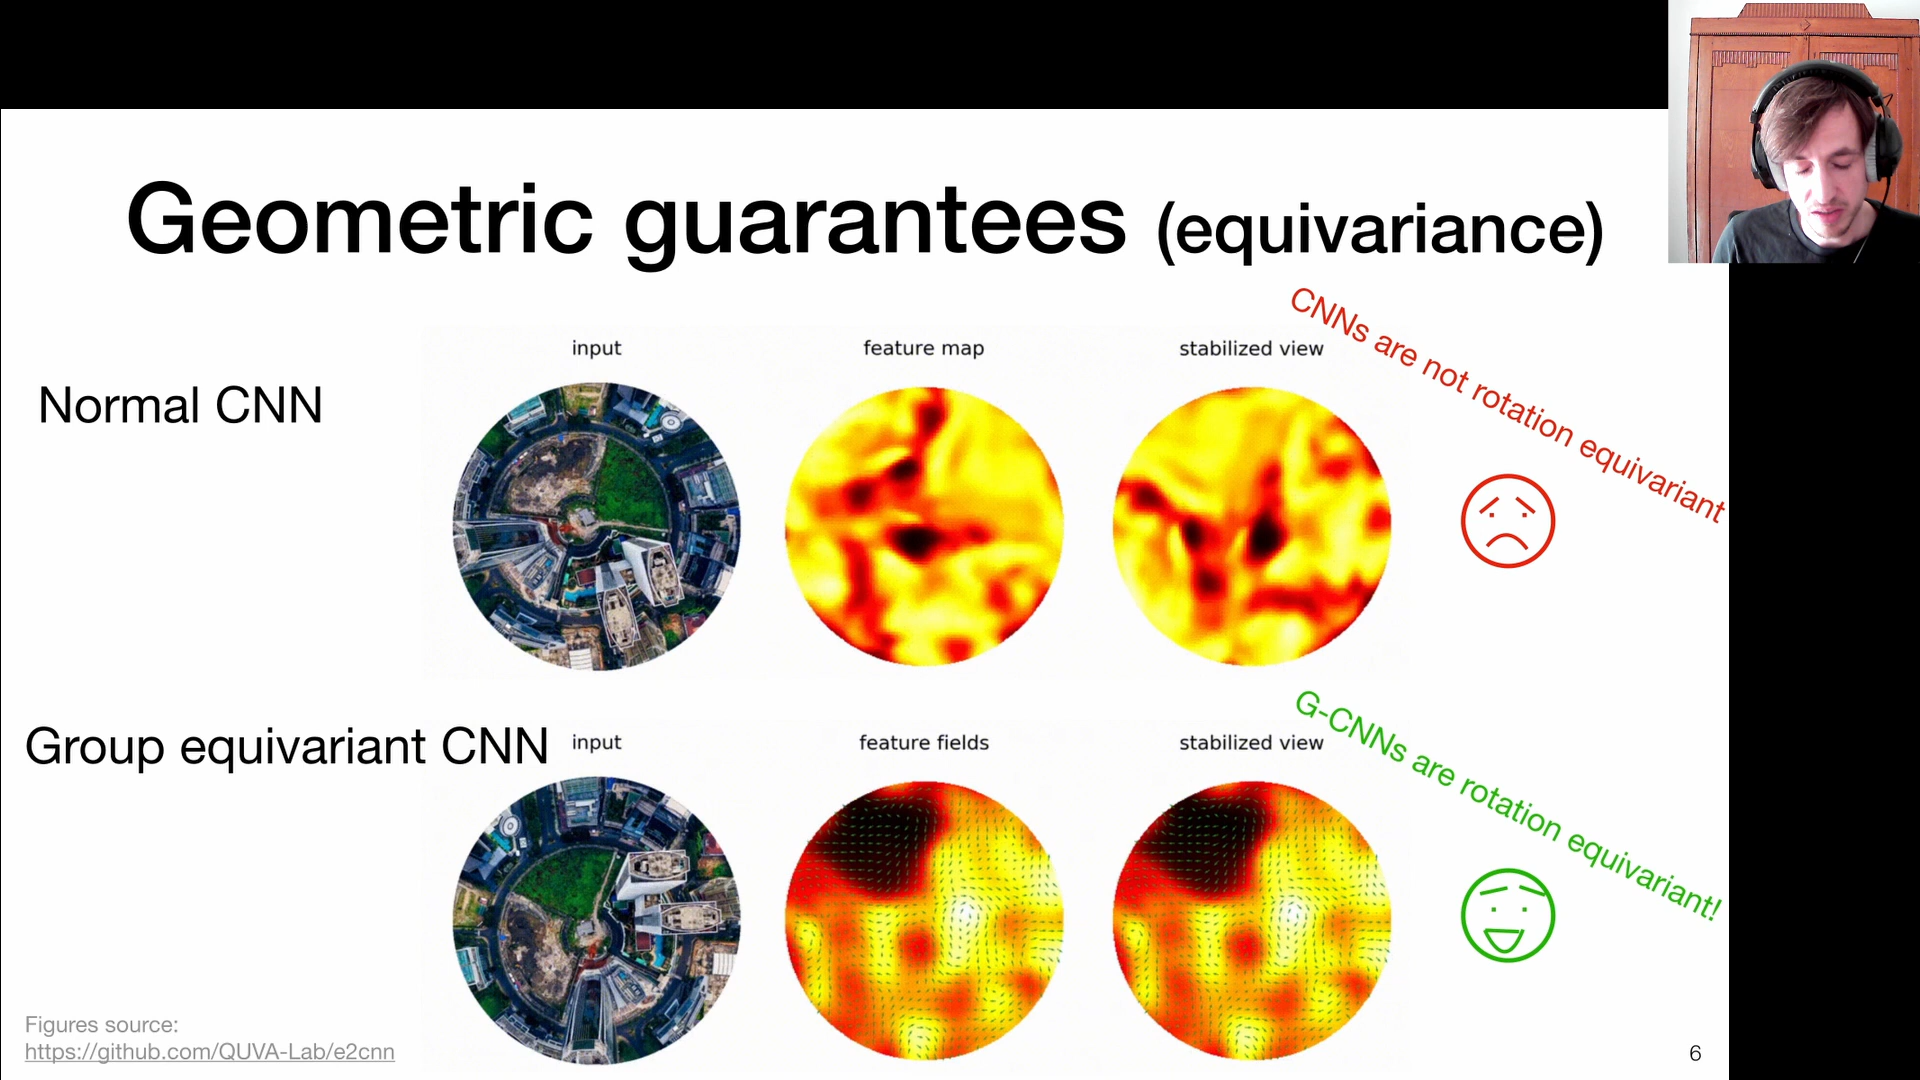 Geometric guarantees (equivariance)
CNNs are not rotation equivariant
input
feature map
stabilized view
Normal CNN
G-CNNs are rotation equivariant!
Group equivariant CNN
input
feature fields
stabilized view
Figures source:
https://github.com/QUVA-Lab/e2cnn
6